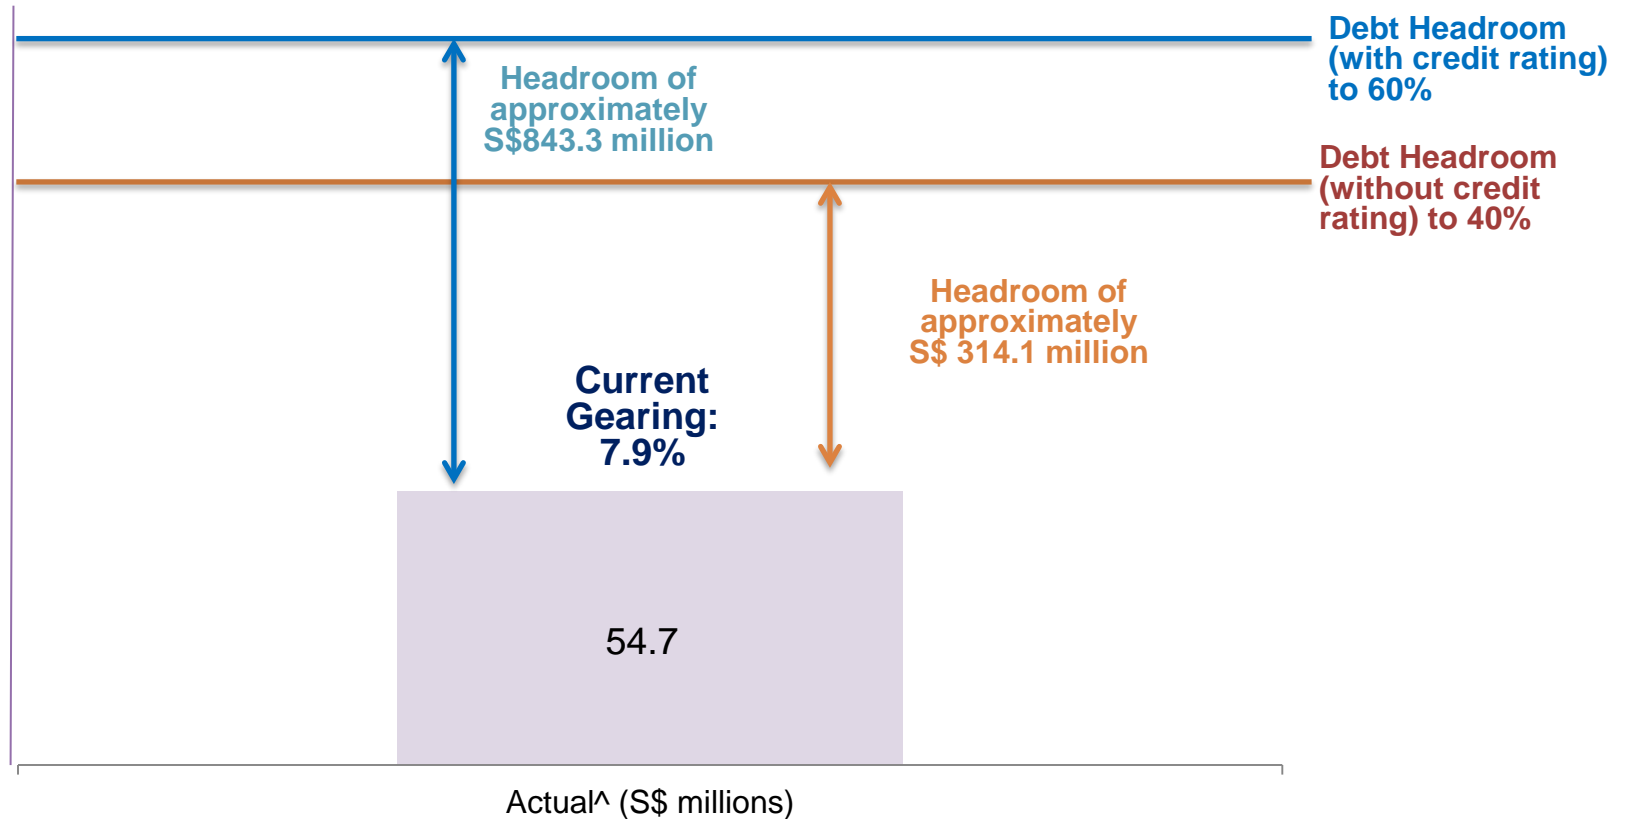 Debt Headroom
(with credit rating)
to 60%
Headroom of
approximately
S$843.3 million
Debt Headroom
(without credit
rating) to 40%
Headroom of
approximately
S$ 314.1 million
Current
Gearing:
7.9%
54.7
Actual^ (S$ millions)